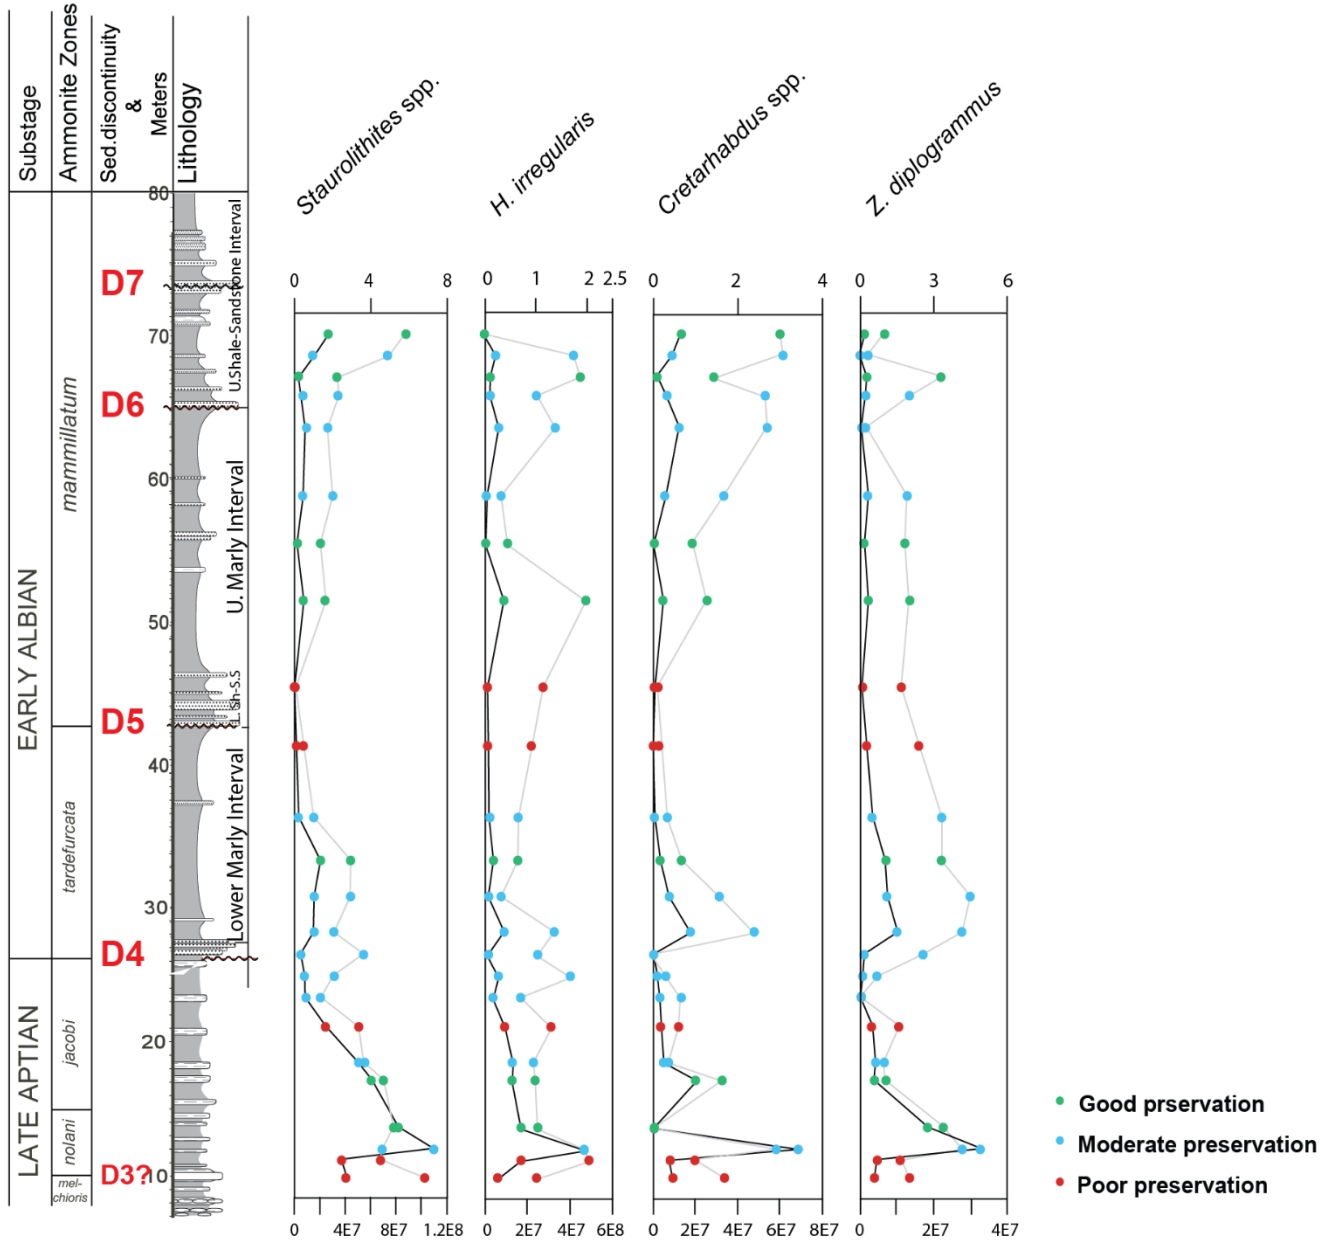 Substage
Ammonite Zones
Sed.discontinuity
&
Meters
Lithology
Staurolithites spp.
H. irregularis
Cretarhabdus spp.
Z. diplogrammus
80
70
60
50
40
30
20
10
EARLY ALBIAN
LATE APTIAN
mammillatum
tardefurcata
jacobi
nolani
mel-
chioris
D7
D6
D5
D4
D3?
U.Shale-Sandstone Interval
U. Marly Interval
L. Sh-S.S
Lower Marly Interval
0 4 8
0 1 2 2.5
0 2 4
0 3 6
0 4E7 8E7 1.2E8
0 2E7 4E7 6E8
0 2E7 4E7 8E7
0 2E7 4E7
Good prservation
Moderate preservation
Poor preservation